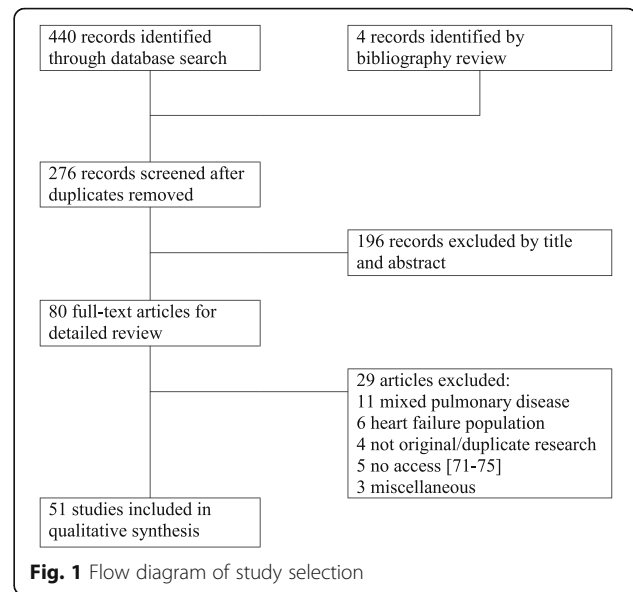 440 records identified
through database search
4 records identified by
bibliography review
276 records screened after
duplicates removed
196 records excluded by title
and abstract
80 full-text articles for
detailed review
29 articles excluded:
11 mixed pulmonary disease
6 heart failure population
4 not original/duplicate research
5 no access [71-75]
3 miscellaneous
51 studies included in
qualitative synthesis
Fig. 1 Flow diagram of study selection